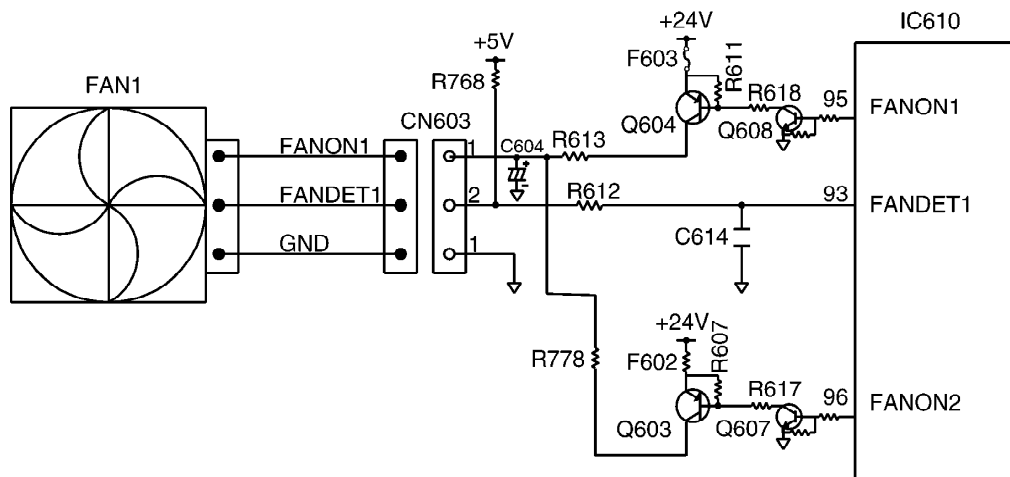 IC610
+24V
+5V
F603
R611
FAN1
R768
R618
95
FANON1
CN603
Q604
Q608
FANON1
1
C604
+
-
R613
FANDET1
2
R612
93
FANDET1
GND
1
C614
+24V
R607
R778
F602
R617
96
FANON2
Q603
Q607